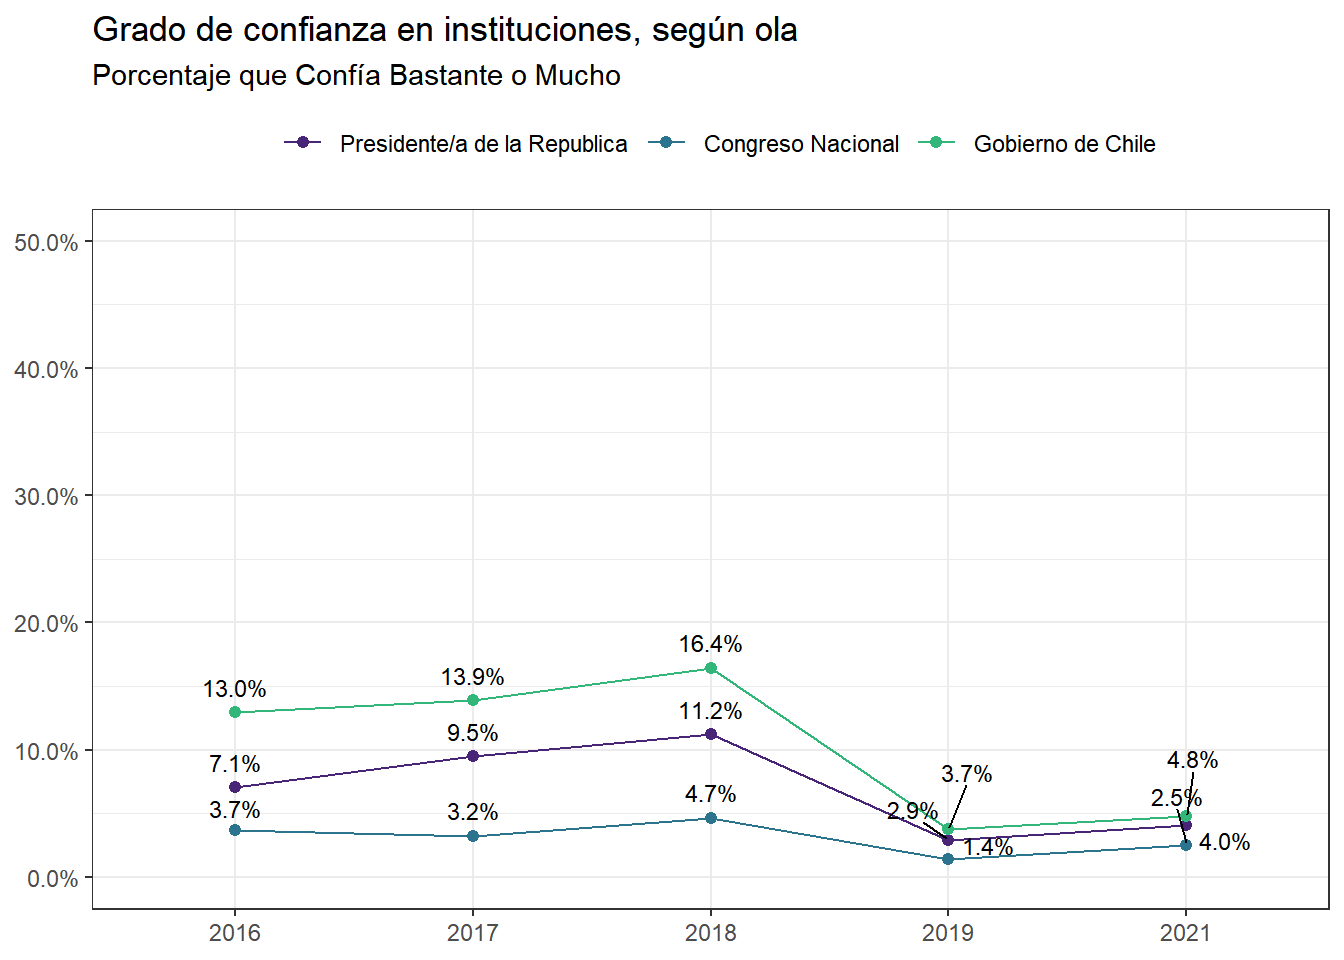 Grado de confianza en instituciones, según ola
Porcentaje que Confía Bastante o Mucho
Presidente/a de la Republica Congreso Nacional Gobierno de Chile
50.0%
40.0%
30.0%
20.0%
10.0%
0.0%
13.0% 13.9% 16.4% 3.7% 4.8%
7.1% 9.5% 11.2% 2.9% 2.5%
3.7% 3.2% 4.7% 1.4% 4.0%
2016 2017 2018 2019 2021